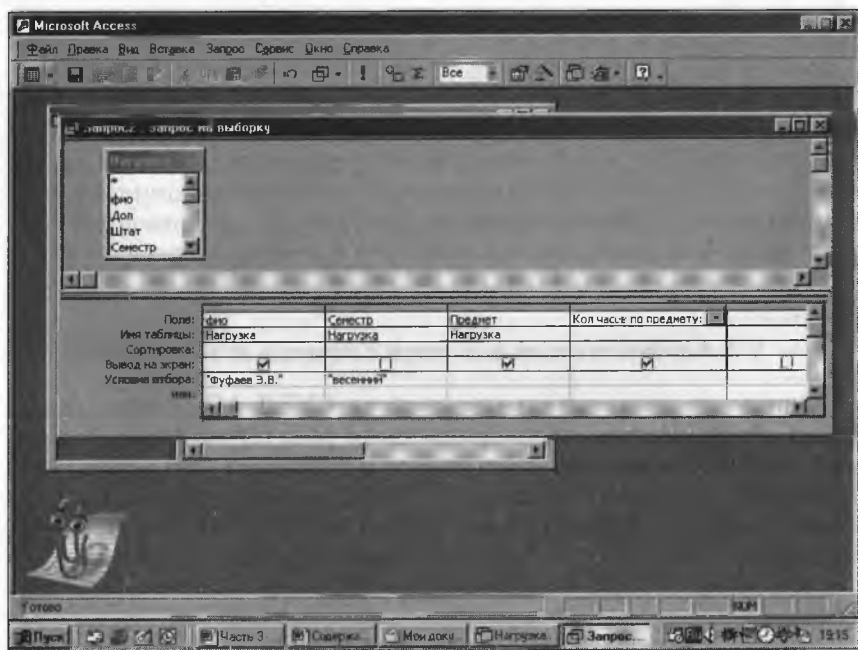 Microsoft Access
Файл Правка Вид Вставка Запрос Сервис Окно Справка
Все
Запрос2 : запрос на выборку
*
фио
Доп
Штат
Семестр
Поле: фио Семестр Предмет Кол часов по предмету:
Имя таблицы: Нагрузка Нагрузка Нагрузка
Сортировка:
Вывод на экран:
Условие отбора: "Фуфаев Э.В." "весенний"
или:
Готово NUM
Пуск Часть 3 Содержа... Мои доку... Нагрузка... Запрос... 19:15